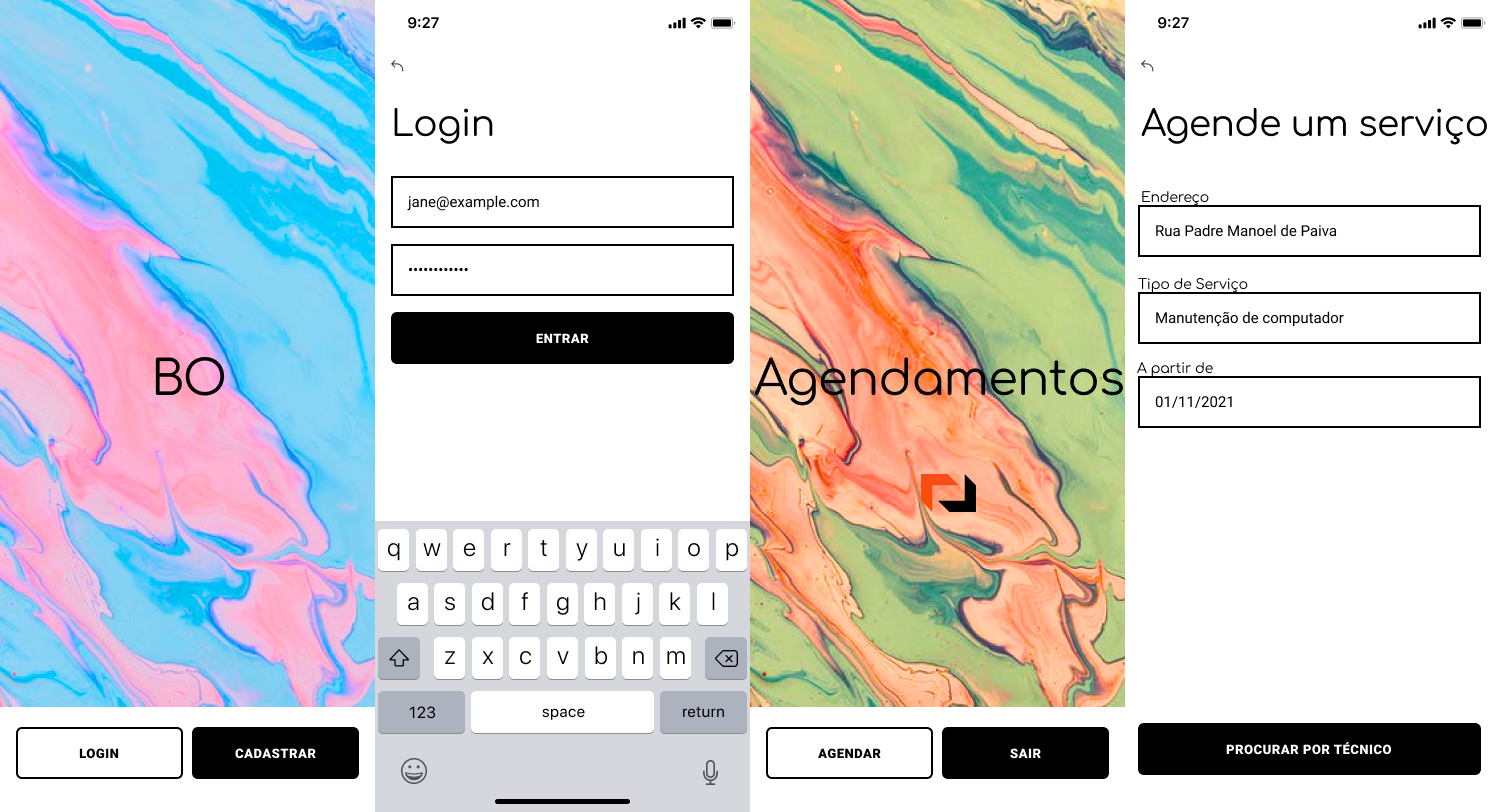 BO
LOGIN
CADASTRAR
9:27
Login
jane@example.com
••••••••••••
ENTRAR
q w e r t y u i o p
a s d f g h j k l
z x c v b n m
123
space
return
Agendamentos
AGENDAR
SAIR
9:27
Agende um serviço
Endereço
Rua Padre Manoel de Paiva
Tipo de Serviço
Manutenção de computador
A partir de
01/11/2021
PROCURAR POR TÉCNICO